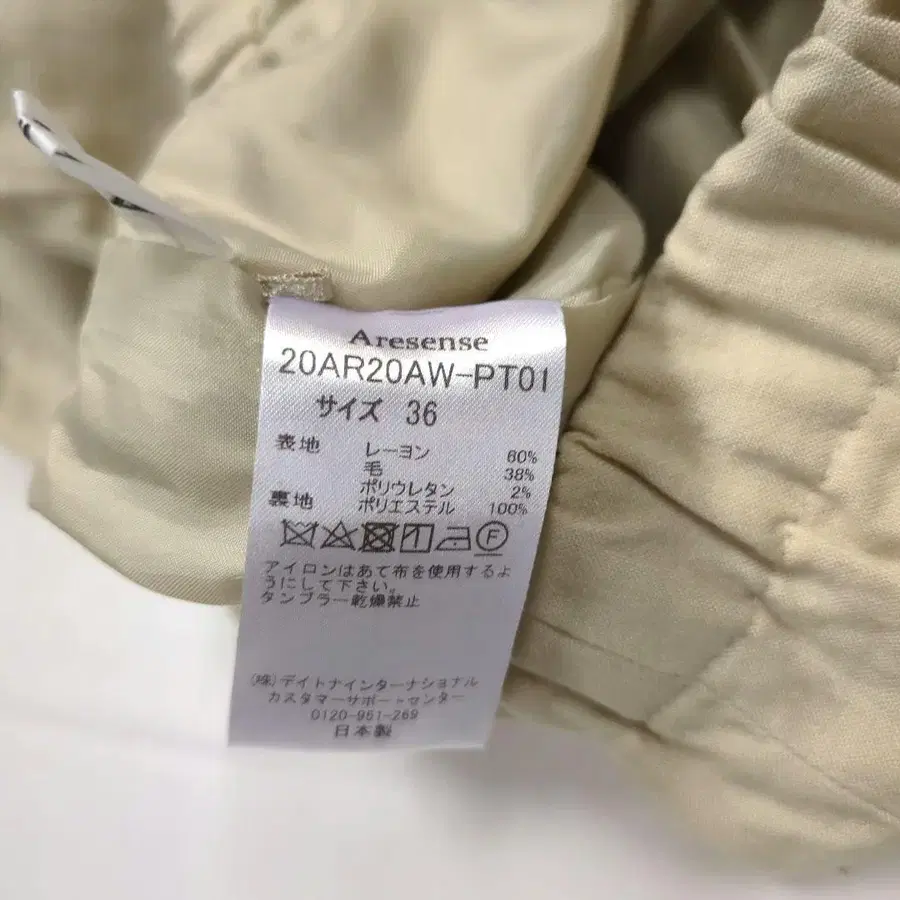 Aresense
20AR20AW-PT01
サイズ 36
表地 レーヨン 60%
毛 38%
ポリウレタン 2%
裏地 ポリエステル 100%
F
アイロンはあて布を使用するよ
うにして下さい。
タンブラー乾燥禁止
(株)デイトナインターナショナル
カスタマーサポートセンター
0120-951-269
日本製